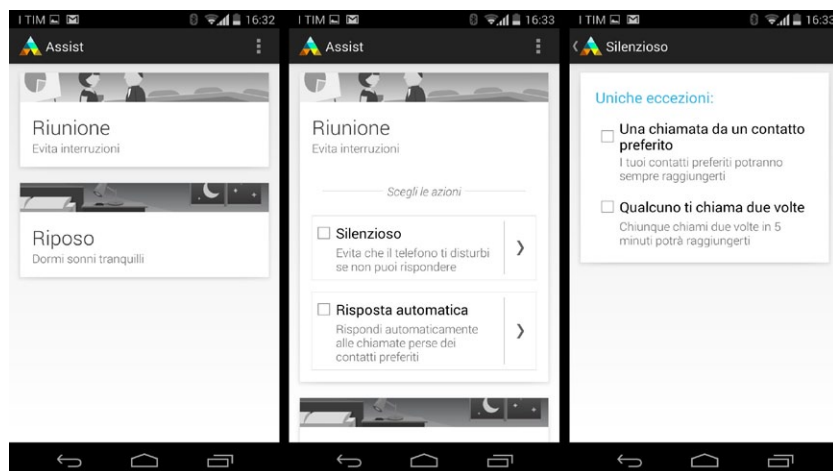 I TIM 16:32
Assist
Riunione
Evita interruzioni
Riposo
Dormi sonni tranquilli
I TIM 16:33
Assist
Riunione
Evita interruzioni
Scegli le azioni
Silenzioso
Evita che il telefono ti disturbi
se non puoi rispondere
Risposta automatica
Rispondi automaticamente
alle chiamate perse dei
contatti preferiti
I TIM 16:33
Silenzioso
Uniche eccezioni:
Una chiamata da un contatto
preferito
I tuoi contatti preferiti potranno
sempre raggiungerti
Qualcuno ti chiama due volte
Chiunque chiami due volte in 5
minuti potrà raggiungerti